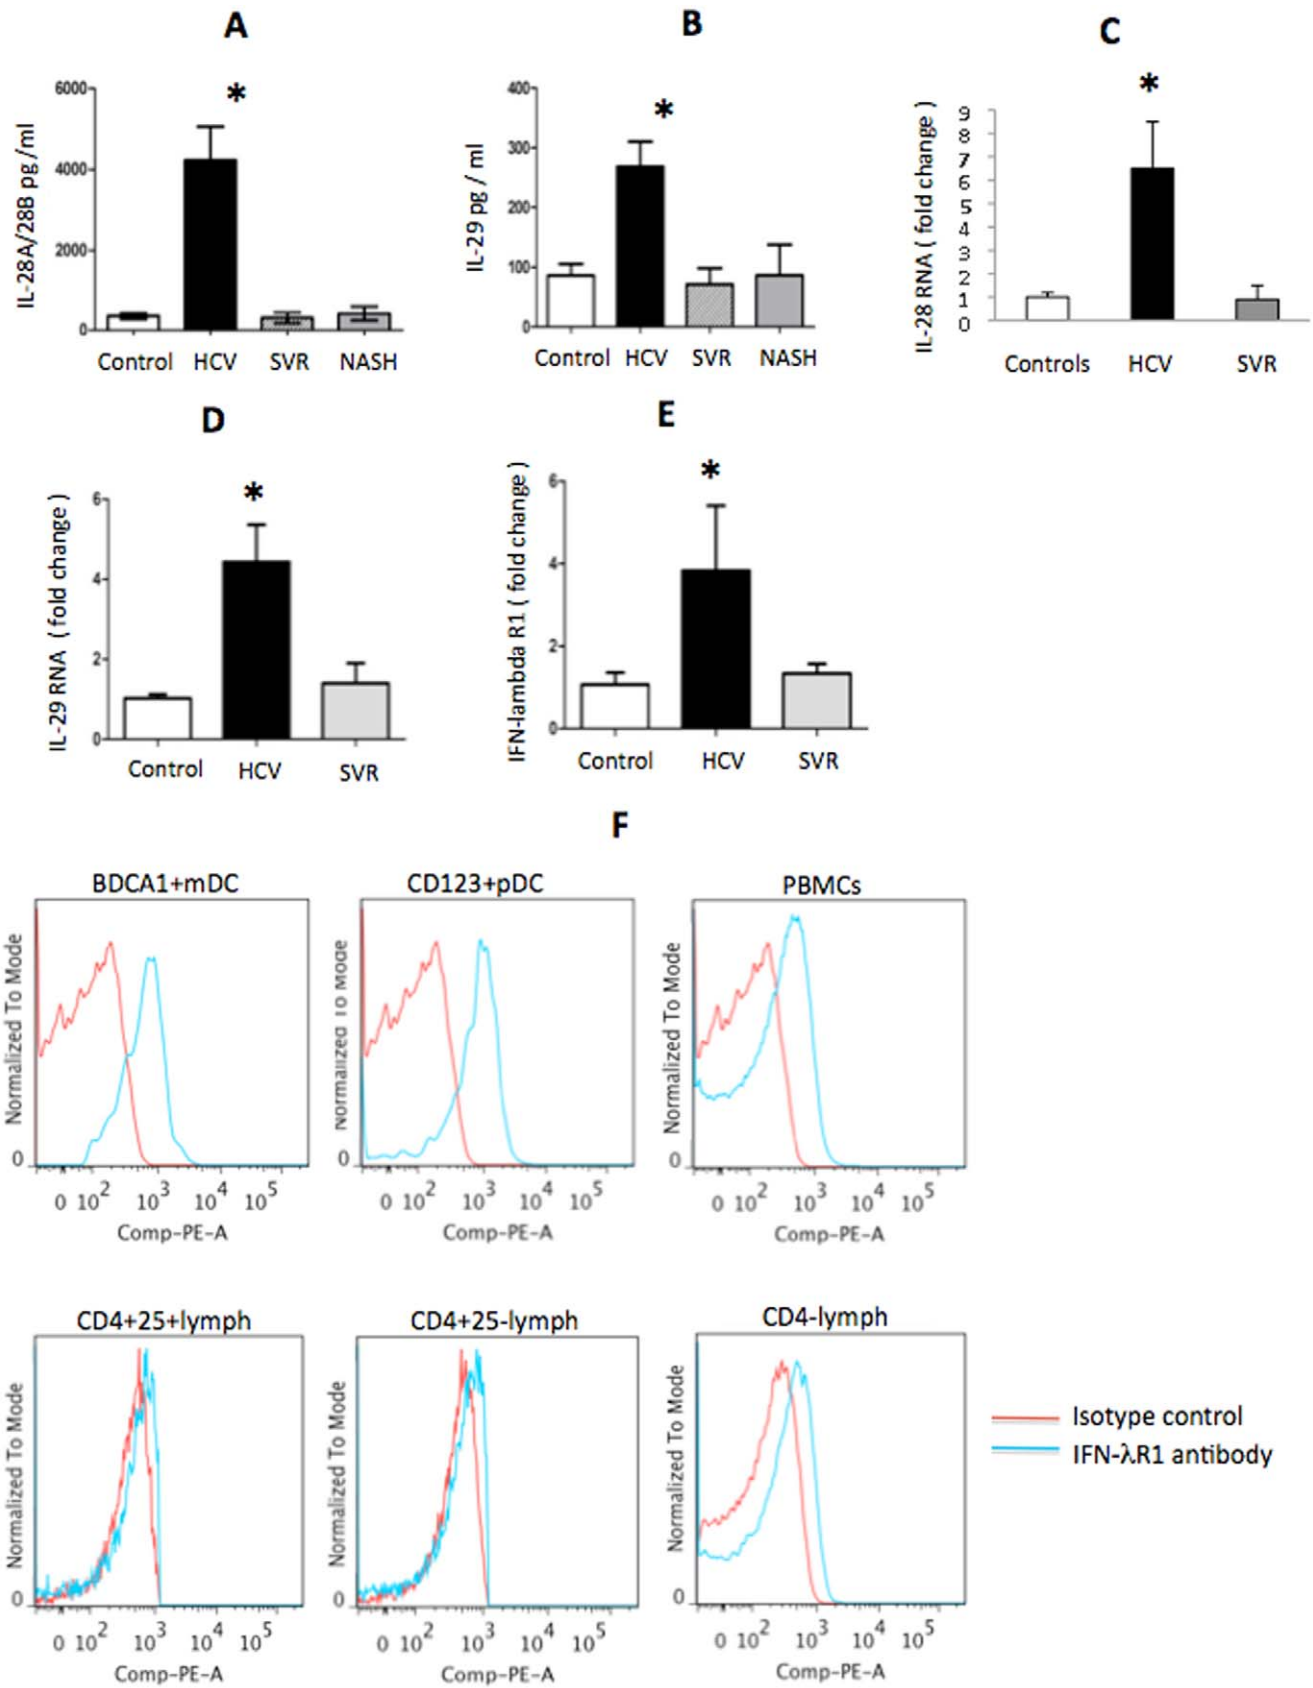 A
B
C
*
*
*
IL-28A/28B pg /ml
6000
4000
2000
0
Control HCV SVR NASH
IL-29 pg / ml
400
300
200
100
0
Control HCV SVR NASH
IL-28 RNA ( fold change )
9
8
7
6
5
4
3
2
1
0
Controls HCV SVR
D
E
*
*
IL-29 RNA ( fold change )
6
4
2
0
Control HCV SVR
IFN-lambda R1 ( fold change )
6
4
2
0
Control HCV SVR
F
BDCA1+mDC
Normalized To Mode
0
0 10² 10³ 10⁴ 10⁵
Comp-PE-A
CD123+pDC
Normalized To Mode
0
0 10² 10³ 10⁴ 10⁵
Comp-PE-A
PBMCs
Normalized To Mode
0
0 10² 10³ 10⁴ 10⁵
Comp-PE-A
CD4+25+lymph
Normalized To Mode
0
0 10² 10³ 10⁴ 10⁵
Comp-PE-A
CD4+25-lymph
Normalized To Mode
0
0 10² 10³ 10⁴ 10⁵
Comp-PE-A
CD4-lymph
Normalized To Mode
0
0 10² 10³ 10⁴ 10⁵
Comp-PE-A
Isotype control
IFN-λR1 antibody